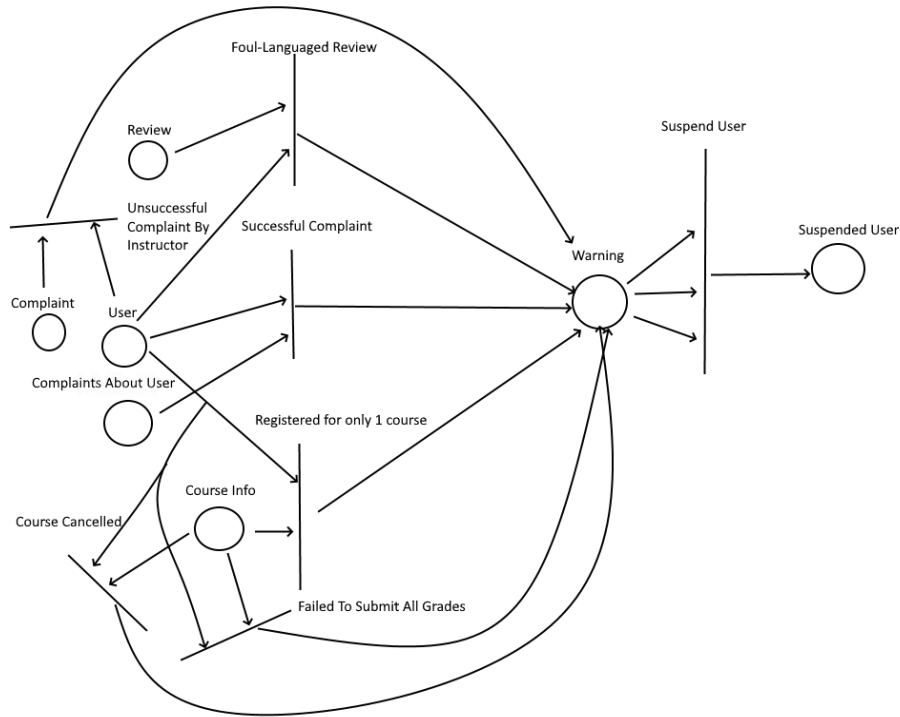 Foul-Languaged Review
Suspend User
Review
Unsuccessful
Complaint By
Instructor
Successful Complaint
Suspended User
Warning
Complaint
User
Complaints About User
Registered for only 1 course
Course Info
Course Cancelled
Failed To Submit All Grades